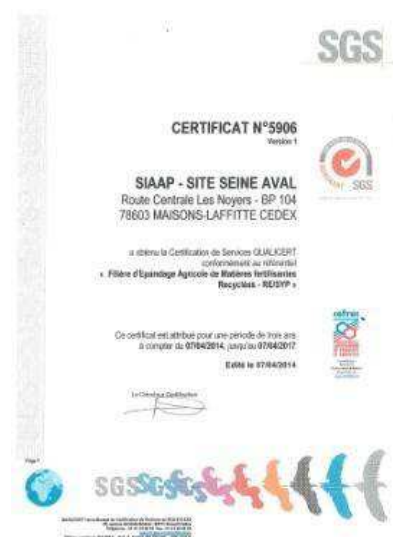 SGS
CERTIFICAT N°5906
Version 1
SGS
SIAAP - SITE SEINE AVAL
Route Centrale Les Noyers - BP 104
78603 MAISONS-LAFFITTE CEDEX
a obtenu la Certification de Services QUALICERT
conformément au référentiel
« Filière d'Epandage Agricole de Matières fertilisantes
Recyclées - RE/SYP »
Ce certificat est attribué pour une période de trois ans
à compter du 07/04/2014, jusqu'au 07/04/2017
Edité le 07/04/2014
cofrac
SGS SGS